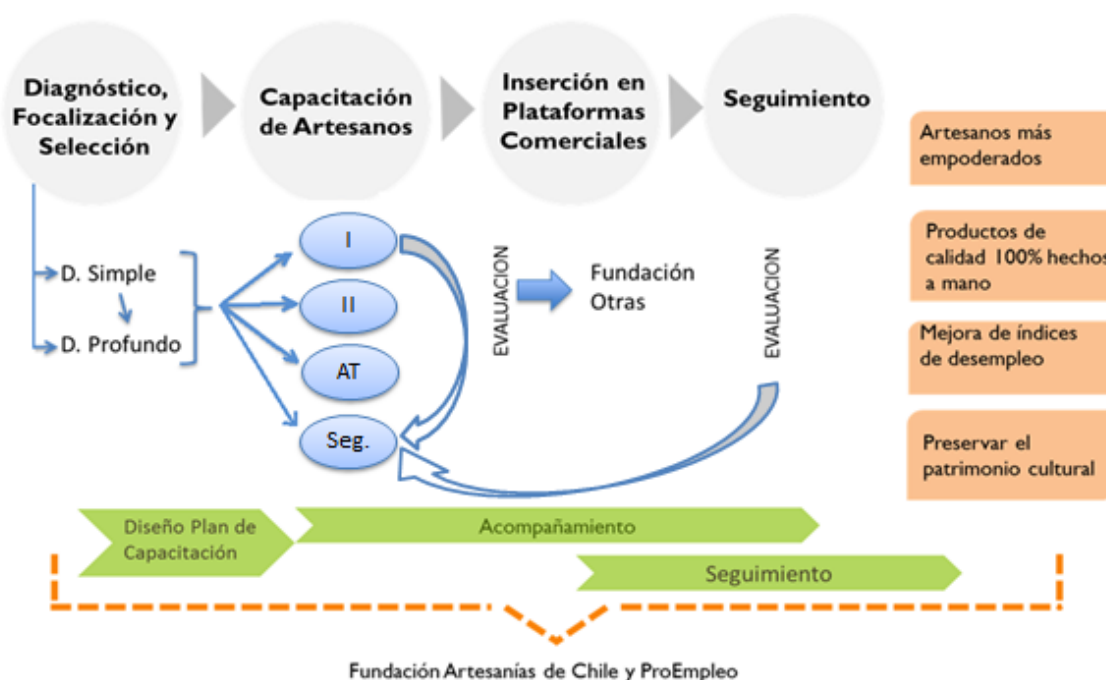 Diagnóstico,
Focalización y
Selección
Capacitación
de Artesanos
Inserción en
Plataformas
Comerciales
Seguimiento
D. Simple
D. Profundo
I
II
AT
Seg.
EVALUACION
Fundación
Otras
EVALUACION
Artesanos más
empoderados
Productos de
calidad 100% hechos
a mano
Mejora de índices
de desempleo
Preservar el
patrimonio cultural
Diseño Plan de
Capacitación
Acompañamiento
Seguimiento
Fundación Artesanías de Chile y ProEmpleo